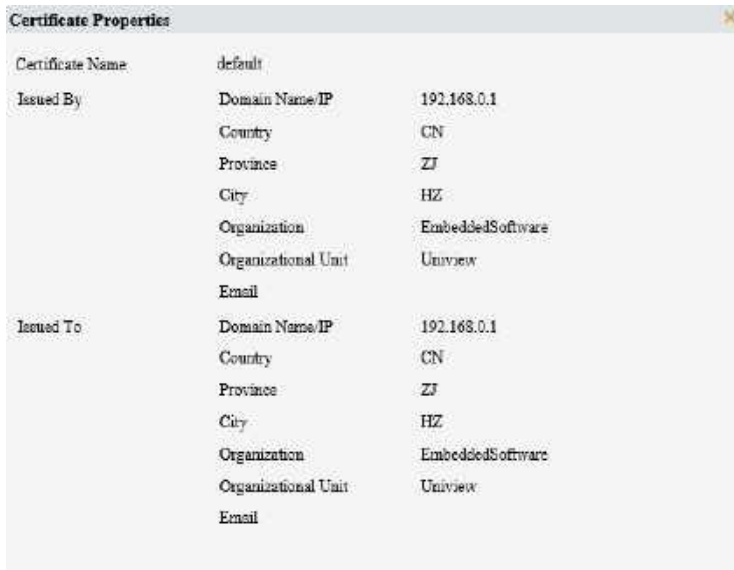 Certificate Properties
Certificate Name default
Issued By Domain Name/IP 192.168.0.1
Country CN
Province ZJ
City HZ
Organization EmbeddedSoftware
Organizational Unit Uniview
Email
Issued To Domain Name/IP 192.168.0.1
Country CN
Province ZJ
City HZ
Organization EmbeddedSoftware
Organizational Unit Uniview
Email